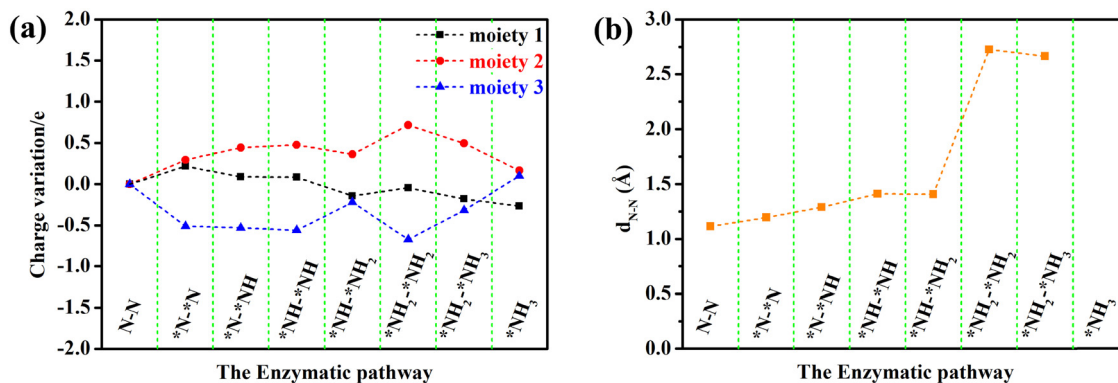 (a)
Charge variation/e
2.0
1.5
1.0
0.5
0.0
-0.5
-1.0
-1.5
-2.0
moiety 1
moiety 2
moiety 3
N-N
*N-*N
*N-*NH
*NH-*NH
*NH-*NH₂
*NH₂-*NH₂
*NH₂-*NH₃
*NH₃
The Enzymatic pathway
(b)
d_N-N (Å)
3.0
2.5
2.0
1.5
1.0
0.5
0.0
N-N
*N-*N
*N-*NH
*NH-*NH
*NH-*NH₂
*NH₂-*NH₂
*NH₂-*NH₃
*NH₃
The Enzymatic pathway